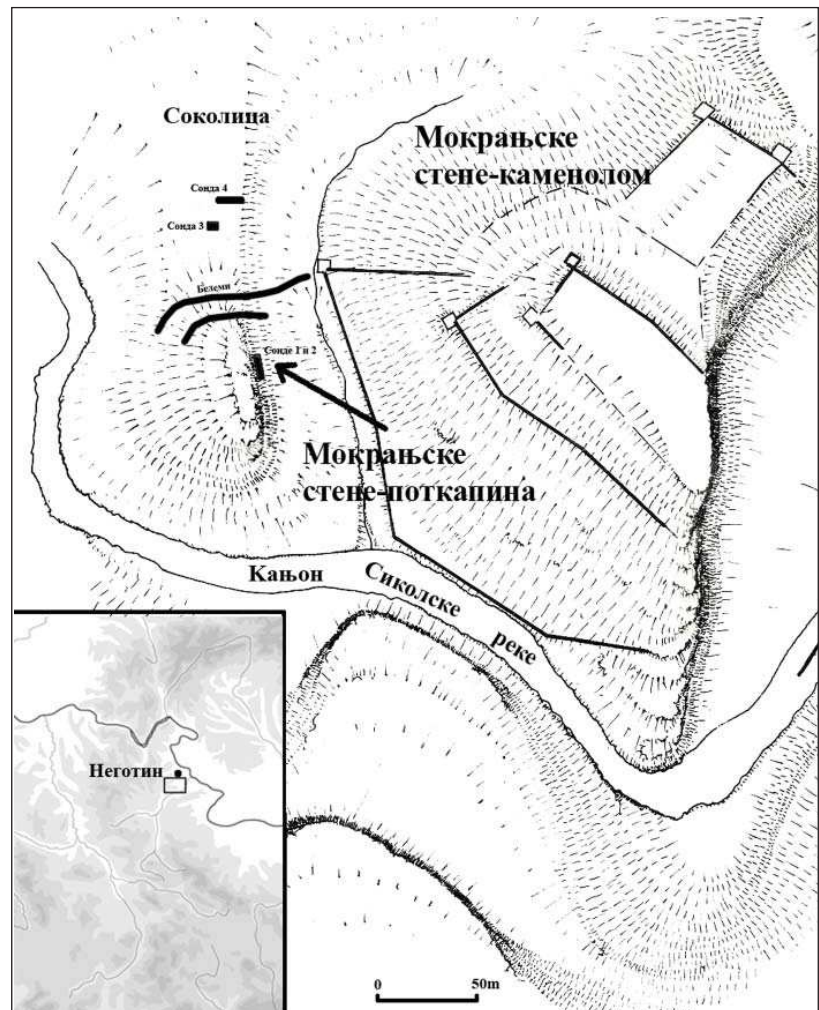 Соколица
Мокрањске
стене-каменолом
Сонда 4
Сонда 3
Бедеми
Сонде 1 и 2
Мокрањске
стене-поткапина
Кањон Сиколске реке
Неготин
0 50m